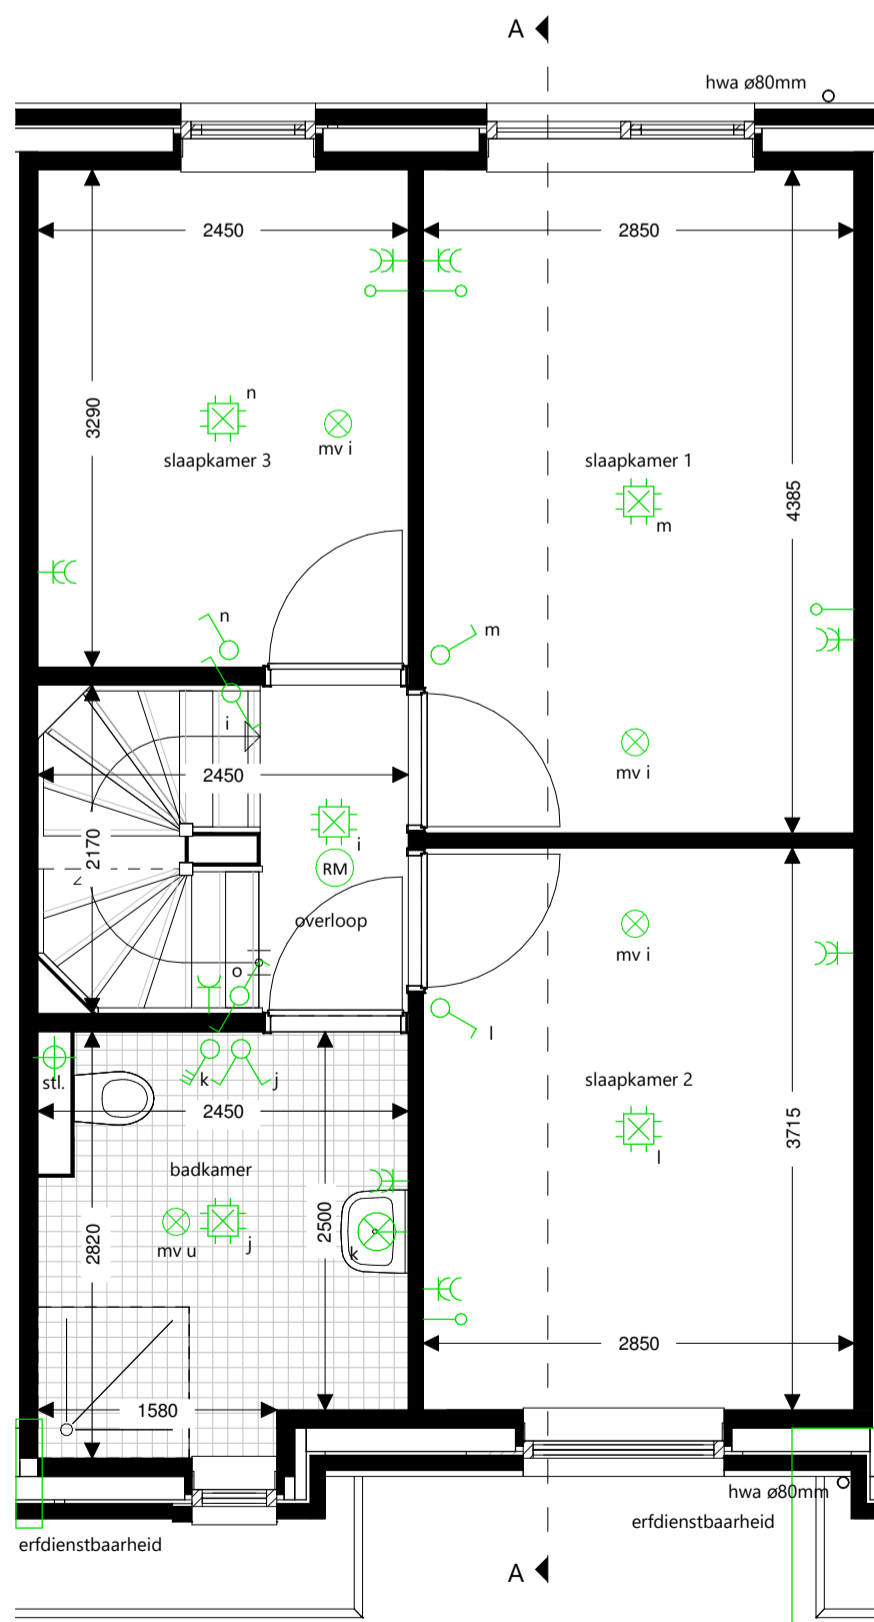 A
hwa ø80mm
2450
2850
n
mv i
slaapkamer 3
slaapkamer 1
3290
4385
m
n
m
i
2450
mv i
2170
i
RM
overloop
mv i
o
l
stl.
k
j
2450
slaapkamer 2
3715
badkamer
l
2820
2500
mv u
j
k
2850
1580
hwa ø80mm
erfdienstbaarheid
erfdienstbaarheid
A